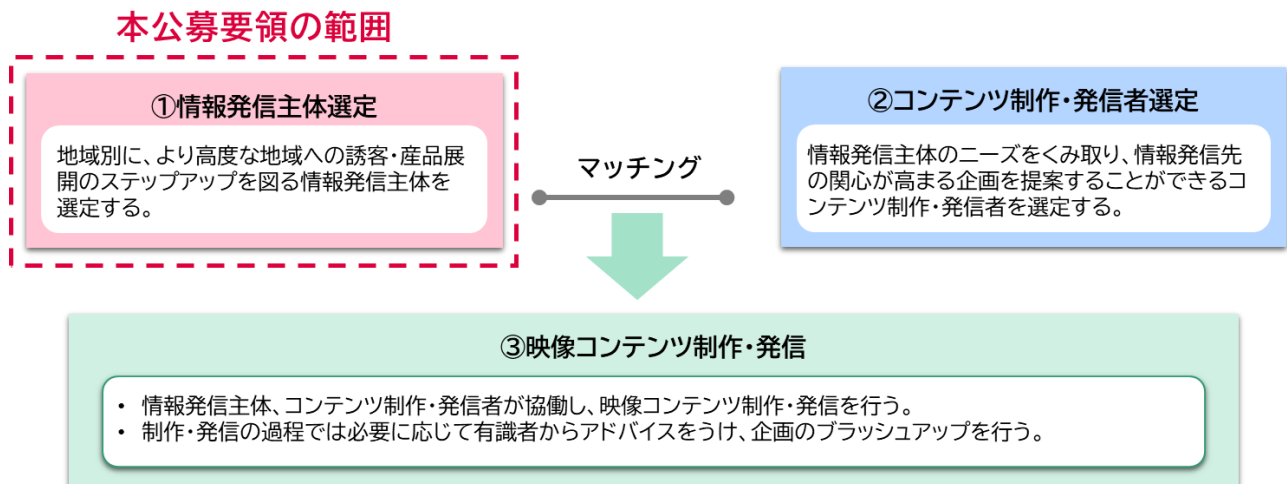 本公募要領の範囲
①情報発信主体選定
地域別に、より高度な地域への誘客・産品展
開のステップアップを図る情報発信主体を
選定する。
マッチング
②コンテンツ制作・発信者選定
情報発信主体のニーズをくみ取り、情報発信先
の関心が高まる企画を提案することができるコ
ンテンツ制作・発信者を選定する。
③映像コンテンツ制作・発信
• 情報発信主体、コンテンツ制作・発信者が協働し、映像コンテンツ制作・発信を行う。
• 制作・発信の過程では必要に応じて有識者からアドバイスをうけ、企画のブラッシュアップを行う。